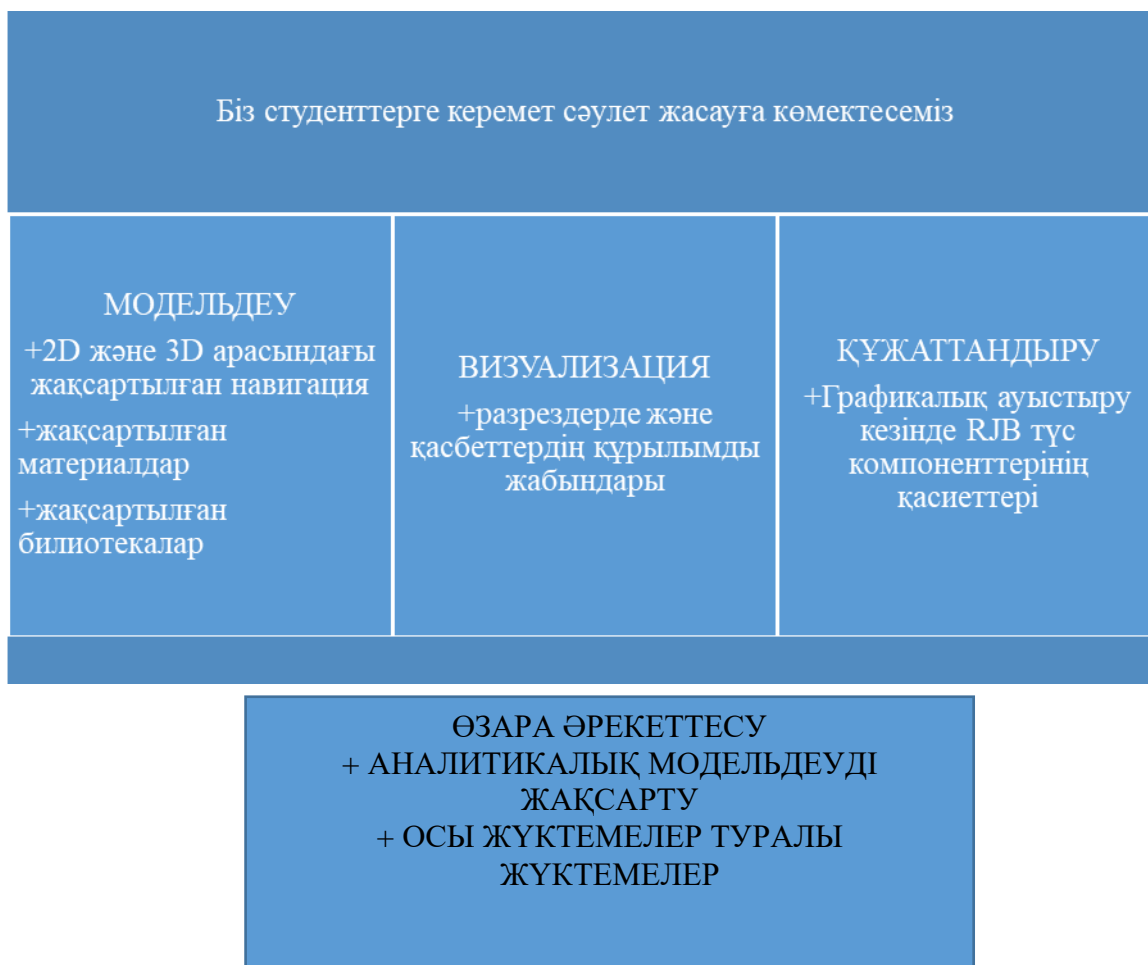 Біз студенттерге керемет сәулет жасауға көмектесеміз
МОДЕЛЬДЕУ
+2D және 3D арасындағы
жақсартылған навигация
+жақсартылған
материалдар
+жақсартылған
билиотекалар
ВИЗУАЛИЗАЦИЯ
+разрездерде және
қасбеттердің құрылымды
жабындары
ҚҰЖАТТАНДЫРУ
+Графикалық ауыстыру
кезінде RJB түс
компоненттерінің
қасиеттері
ӨЗАРА ӘРЕКЕТТЕСУ
+ АНАЛИТИКАЛЫҚ МОДЕЛЬДЕУДІ
ЖАҚСАРТУ
+ ОСЫ ЖҮКТЕМЕЛЕР ТУРАЛЫ
ЖҮКТЕМЕЛЕР